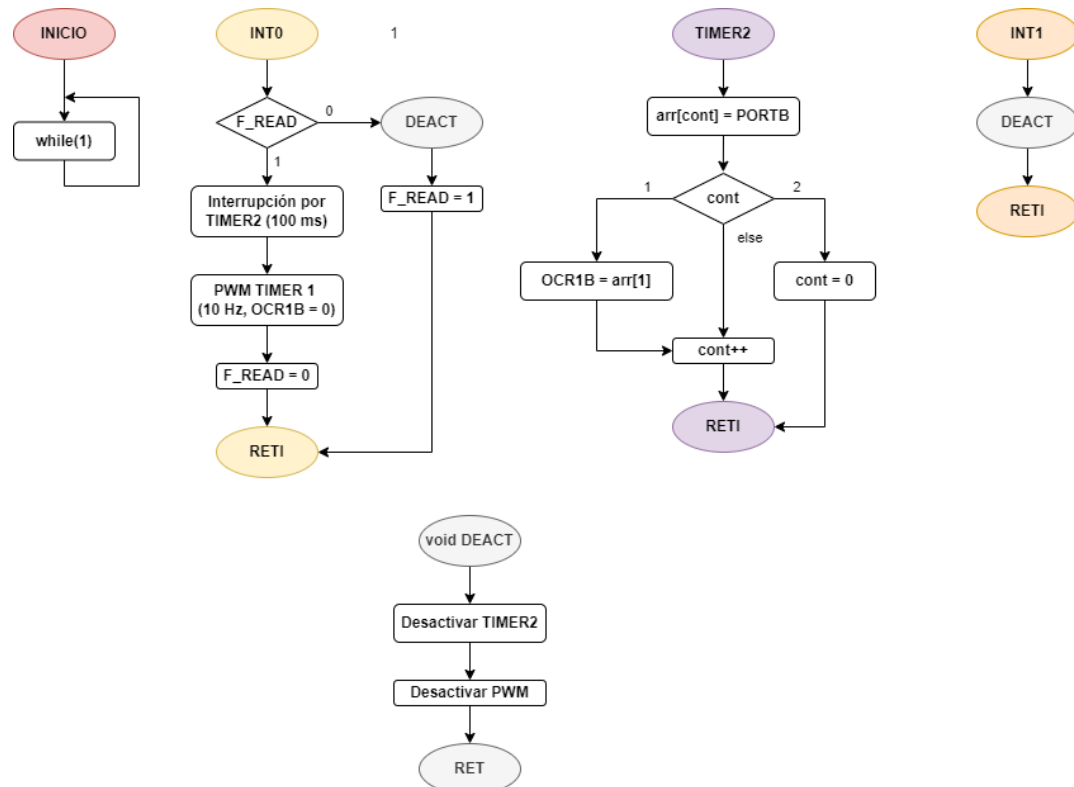 INICIO
while(1)
INT0
1
F_READ
0
DEACT
1
F_READ = 1
Interrupción por
TIMER2 (100 ms)
PWM TIMER 1
(10 Hz, OCR1B = 0)
F_READ = 0
RETI
TIMER2
arr[cont] = PORTB
1
cont
2
else
OCR1B = arr[1]
cont = 0
cont++
RETI
INT1
DEACT
RETI
void DEACT
Desactivar TIMER2
Desactivar PWM
RET